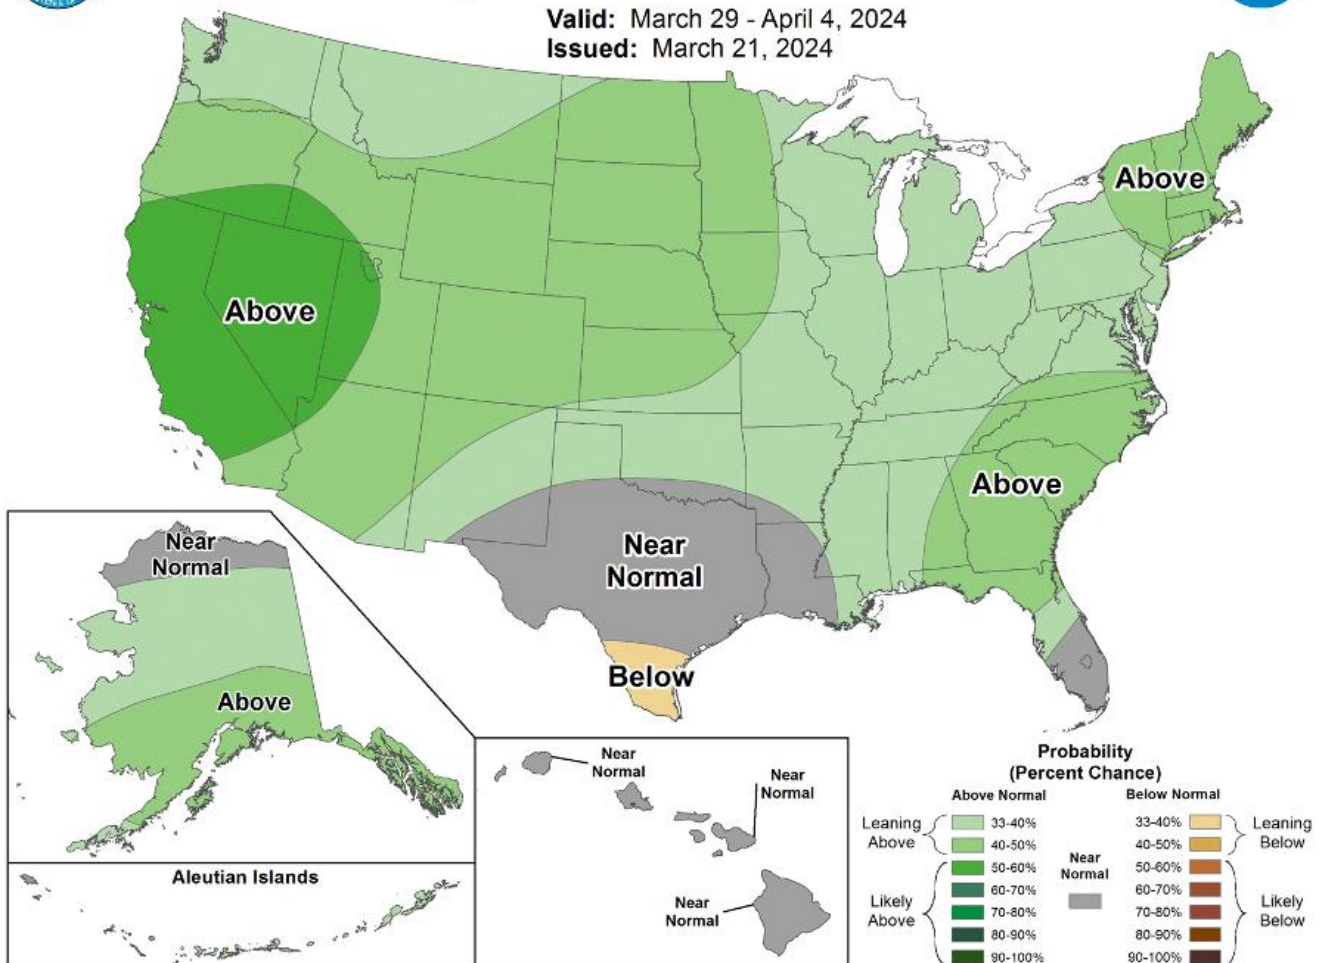 Valid: March 29 - April 4, 2024
Issued: March 21, 2024
Above
Above
Above
Near
Normal
Below
Near
Normal
Above
Aleutian Islands
Near
Normal
Near
Normal
Near
Normal
Probability
(Percent Chance)
Above Normal
Below Normal
Leaning
Above
33-40%
40-50%
Likely
Above
50-60%
60-70%
70-80%
80-90%
90-100%
Near
Normal
33-40%
40-50%
Leaning
Below
50-60%
60-70%
70-80%
80-90%
90-100%
Likely
Below